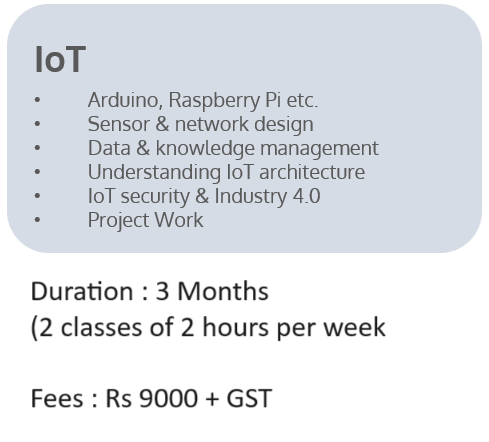 IoT
• Arduino, Raspberry Pi etc.
• Sensor & network design
• Data & knowledge management
• Understanding IoT architecture
• IoT security & Industry 4.0
• Project Work
Duration : 3 Months
(2 classes of 2 hours per week
Fees : Rs 9000 + GST